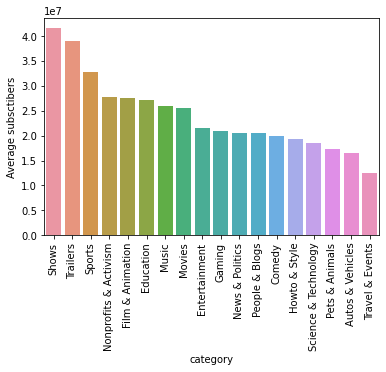 1e7
Average subsctibers
4.0
3.5
3.0
2.5
2.0
1.5
1.0
0.5
0.0
Shows
Trailers
Sports
Nonprofits & Activism
Film & Animation
Education
Music
Movies
Entertainment
Gaming
News & Politics
People & Blogs
Comedy
Howto & Style
Science & Technology
Pets & Animals
Autos & Vehicles
Travel & Events
category